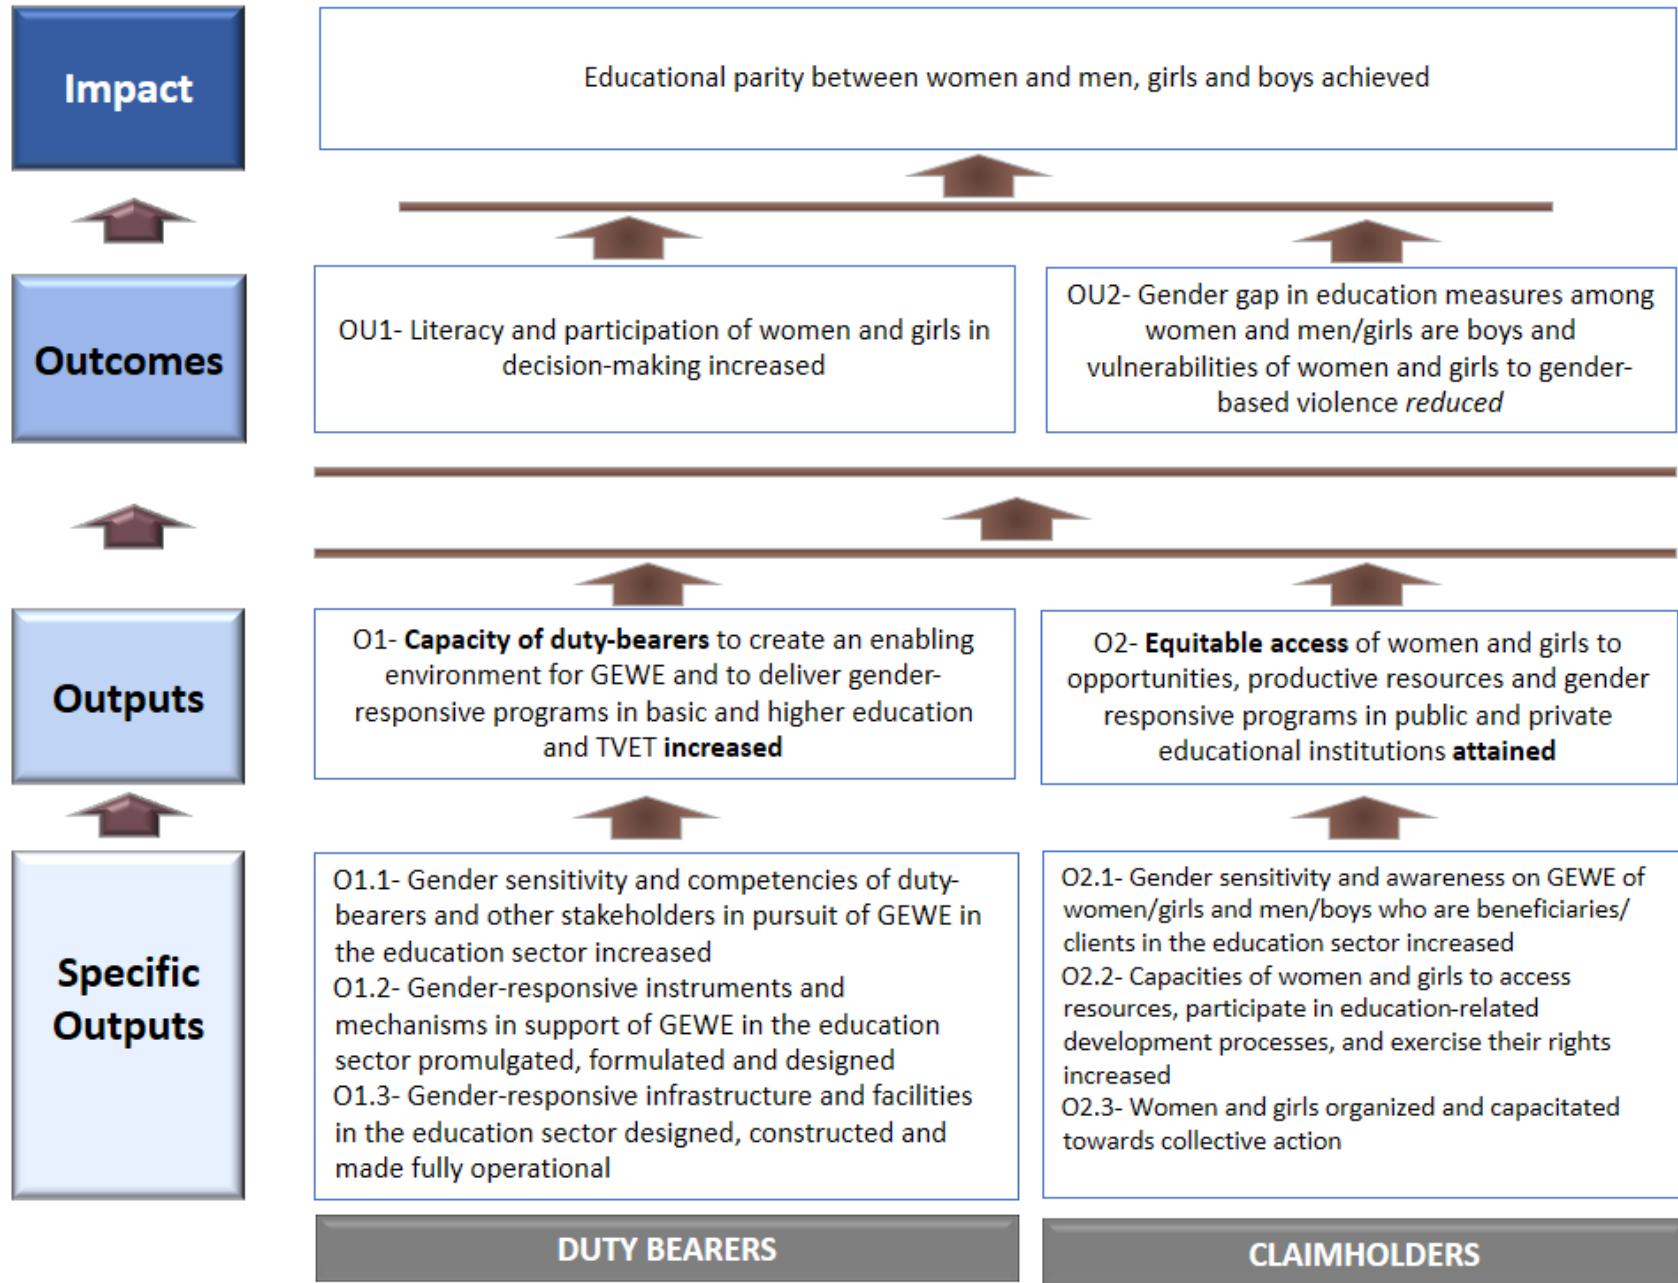 Impact
Educational parity between women and men, girls and boys achieved
Outcomes
OU1- Literacy and participation of women and girls in
decision-making increased
OU2- Gender gap in education measures among
women and men/girls are boys and
vulnerabilities of women and girls to gender-
based violence reduced
Outputs
O1- Capacity of duty-bearers to create an enabling
environment for GEWE and to deliver gender-
responsive programs in basic and higher education
and TVET increased
O2- Equitable access of women and girls to
opportunities, productive resources and gender
responsive programs in public and private
educational institutions attained
Specific
Outputs
O1.1- Gender sensitivity and competencies of duty-
bearers and other stakeholders in pursuit of GEWE in
the education sector increased
O1.2- Gender-responsive instruments and
mechanisms in support of GEWE in the education
sector promulgated, formulated and designed
O1.3- Gender-responsive infrastructure and facilities
in the education sector designed, constructed and
made fully operational
O2.1- Gender sensitivity and awareness on GEWE of
women/girls and men/boys who are beneficiaries/
clients in the education sector increased
O2.2- Capacities of women and girls to access
resources, participate in education-related
development processes, and exercise their rights
increased
O2.3- Women and girls organized and capacitated
towards collective action
DUTY BEARERS
CLAIMHOLDERS